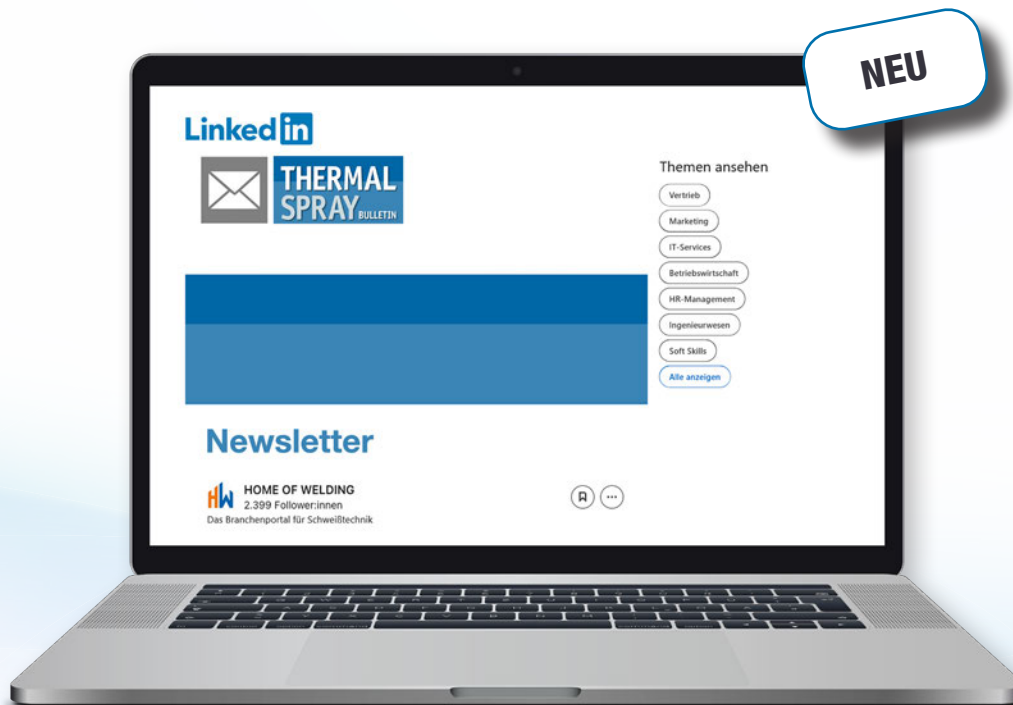 NEU
Linked in
THERMAL
SPRAY BULLETIN
Themen ansehen
Vertrieb
Marketing
IT-Services
Betriebswirtschaft
HR-Management
Ingenieurwesen
Soft Skills
Alle anzeigen
Newsletter
HW HOME OF WELDING
2.399 Follower:innen
Das Branchenportal für Schweißtechnik